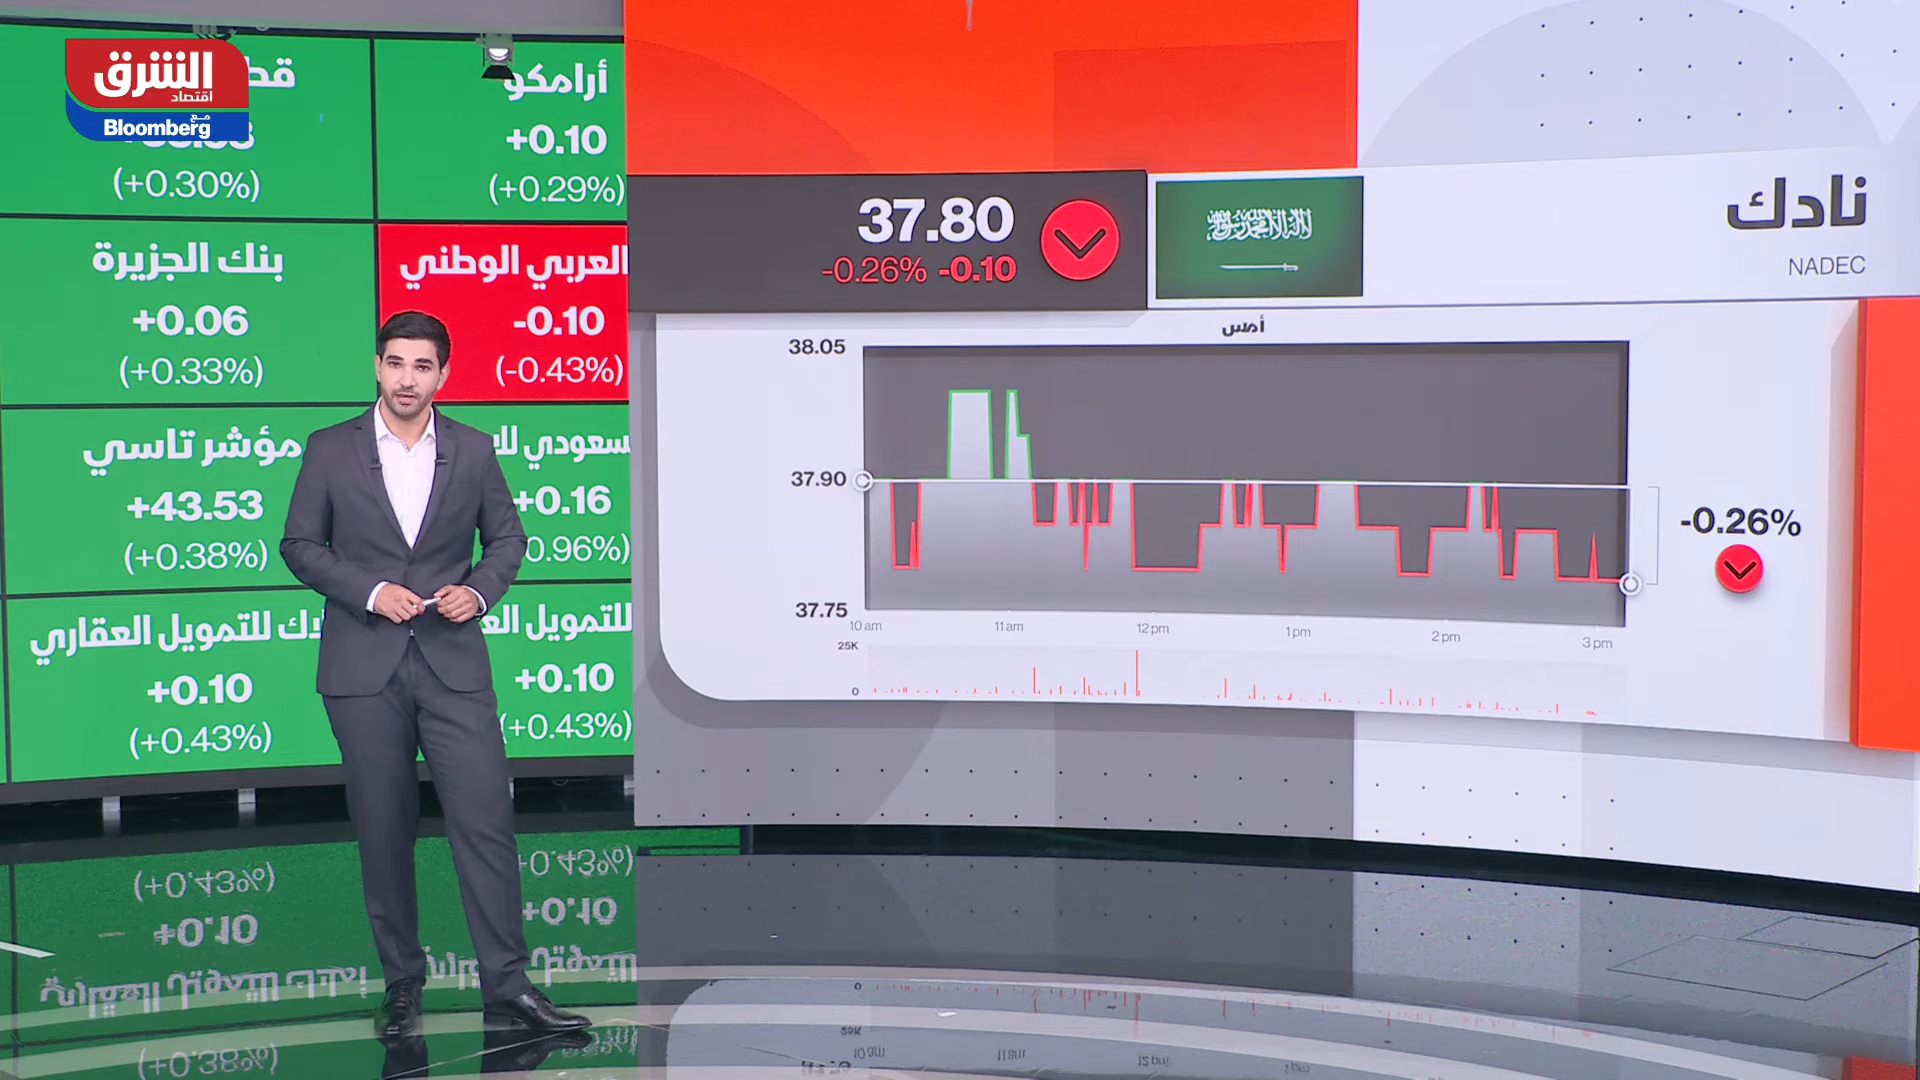 الشرق
اقتصاد
مع
Bloomberg
أرامكو
+0.10
(+0.29%)
(+0.30%)
العربي الوطني
-0.10
(-0.43%)
بنك الجزيرة
+0.06
(+0.33%)
+0.16
0.96%)
مؤشر تاسي
+43.53
(+0.38%)
للتمويل
+0.10
(+0.43%)
للتمويل العقاري
+0.10
(+0.43%)
نادك
NADEC
37.80
-0.26% -0.10
أمس
38.05
37.90
37.75
10 am 11 am 12 pm 1 pm 2 pm 3 pm
25K
0
-0.26%